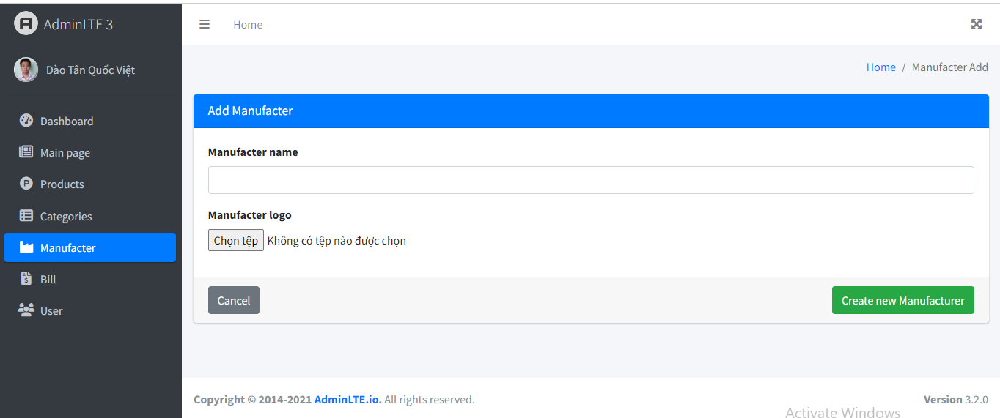 AdminLTE 3
Home
Đào Tân Quốc Việt
Home / Manufacter Add
Dashboard
Main page
Products
Categories
Manufacter
Bill
User
Add Manufacter
Manufacter name
Manufacter logo
Chọn tệp Không có tệp nào được chọn
Cancel
Create new Manufacturer
Copyright © 2014-2021 AdminLTE.io. All rights reserved.
Version 3.2.0
Activate Windows